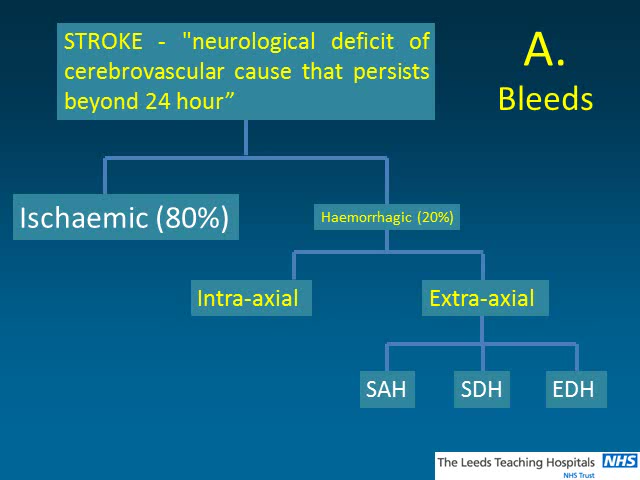 STROKE - "neurological deficit of
cerebrovascular cause that persists
beyond 24 hour”
A.
Bleeds
Ischaemic (80%)
Haemorrhagic (20%)
Intra-axial
Extra-axial
SAH
SDH
EDH
The Leeds Teaching Hospitals NHS
NHS Trust